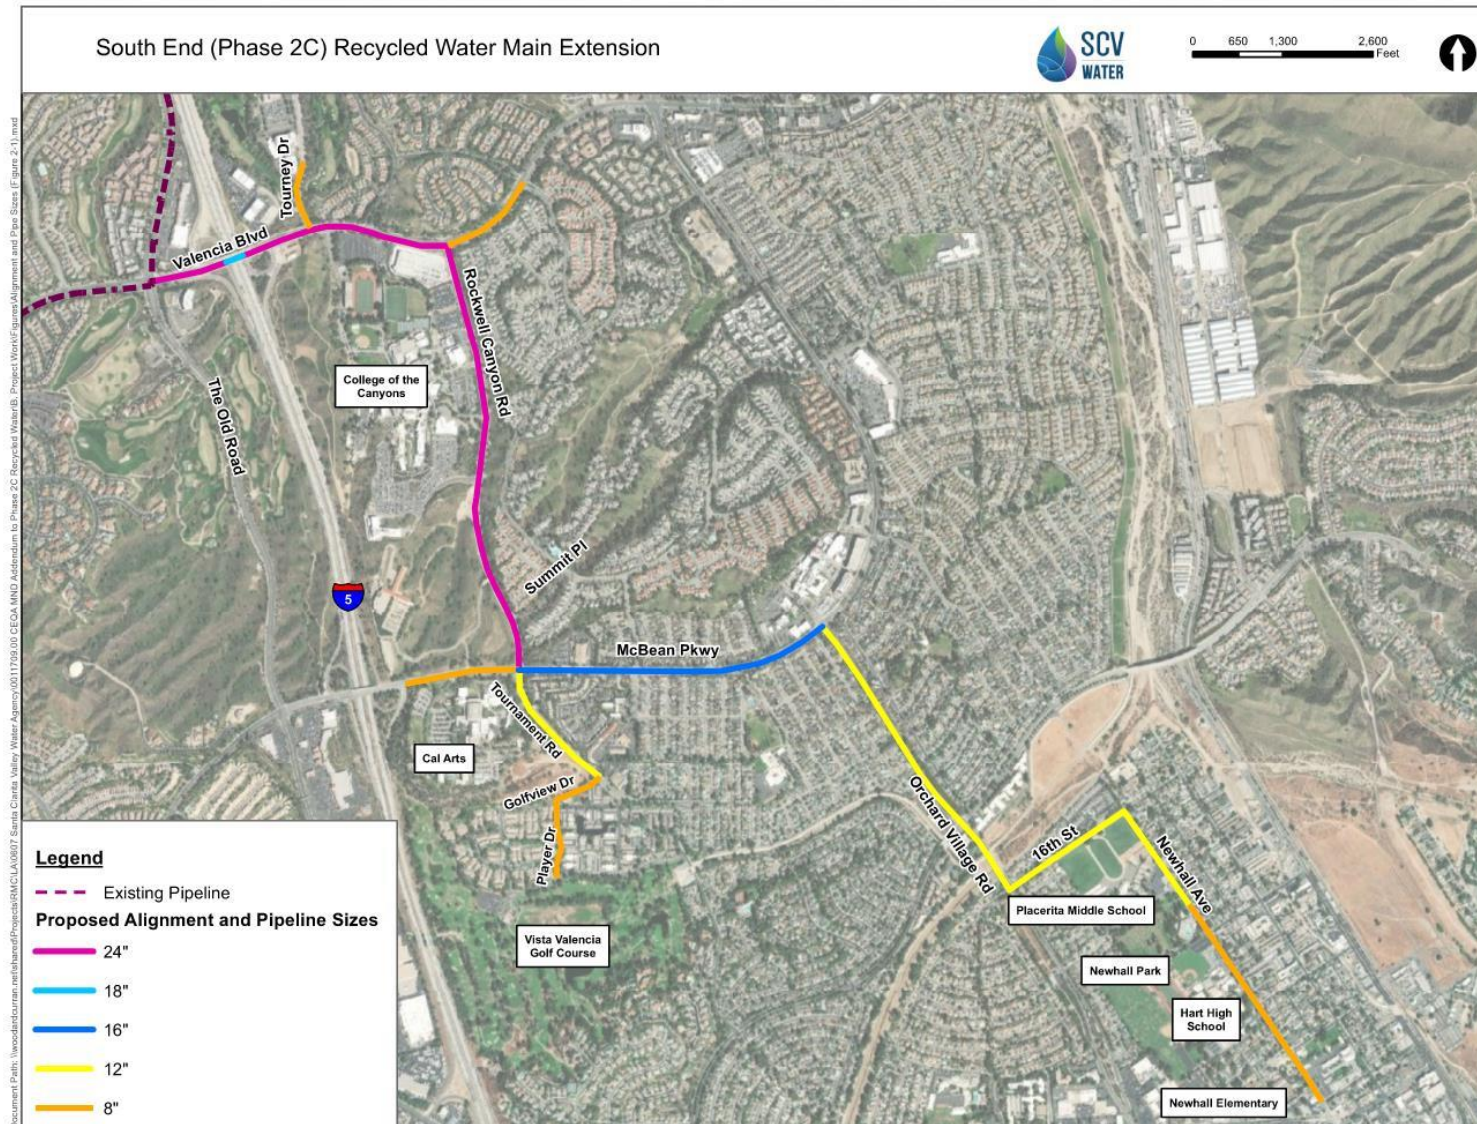 South End (Phase 2C) Recycled Water Main Extension
SCV
WATER
0 650 1,300 2,600
Feet
Tourney Dr
Valencia Blvd
Rockwell Canyon Rd
College of the
Canyons
The Old Road
Summit Pl
5
McBean Pkwy
Tournament Rd
Cal Arts
Golfview Dr
Player Dr
Orchard Village Rd
16th St
Newhall Ave
Placerita Middle School
Vista Valencia
Golf Course
Newhall Park
Hart High
School
Newhall Elementary
Legend
Existing Pipeline
Proposed Alignment and Pipeline Sizes
24"
18"
16"
12"
8"